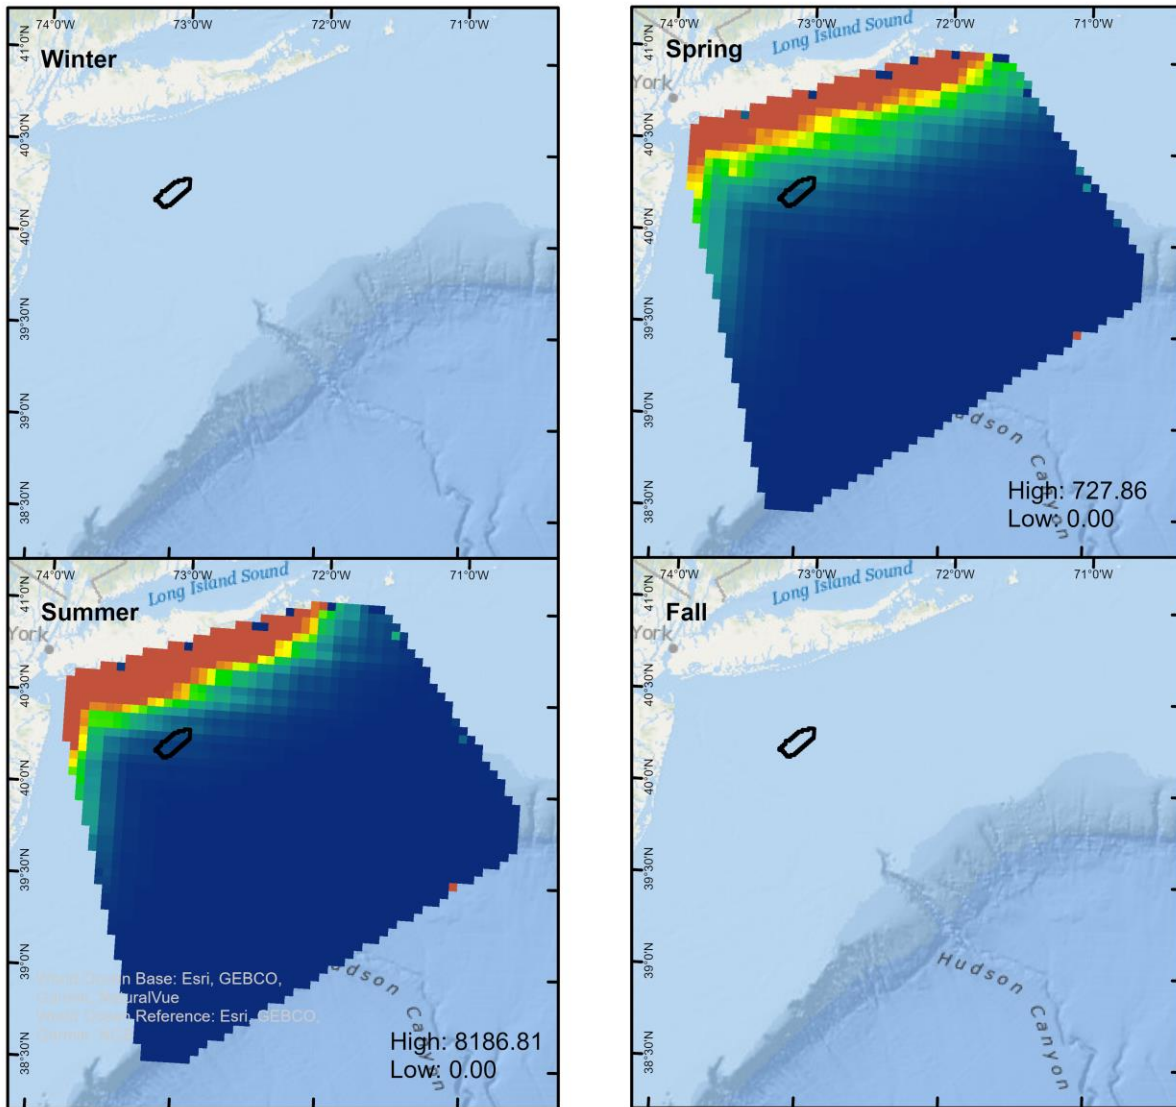 74°0'W 73°0'W 72°0'W 71°0'W
41°0'N
Winter
40°30'N
40°0'N
39°30'N
39°0'N
38°30'N
74°0'W 73°0'W 72°0'W 71°0'W
Long Island Sound
41°0'N
Spring
York
40°30'N
40°0'N
39°30'N
39°0'N
udson Canyon
38°30'N
High: 727.86
Low: 0.00
74°0'W 73°0'W 72°0'W 71°0'W
Long Island Sound
41°0'N
Summer
York
40°30'N
40°0'N
39°30'N
39°0'N
udson Canyon
Base: Esri, GEBCO,
uralVue
Reference: Esri, GEBCO,
38°30'N
High: 8186.81
Low: 0.00
74°0'W 73°0'W 72°0'W 71°0'W
Long Island Sound
41°0'N
Fall
York
40°30'N
40°0'N
39°30'N
39°0'N
Hudson Canyon
38°30'N